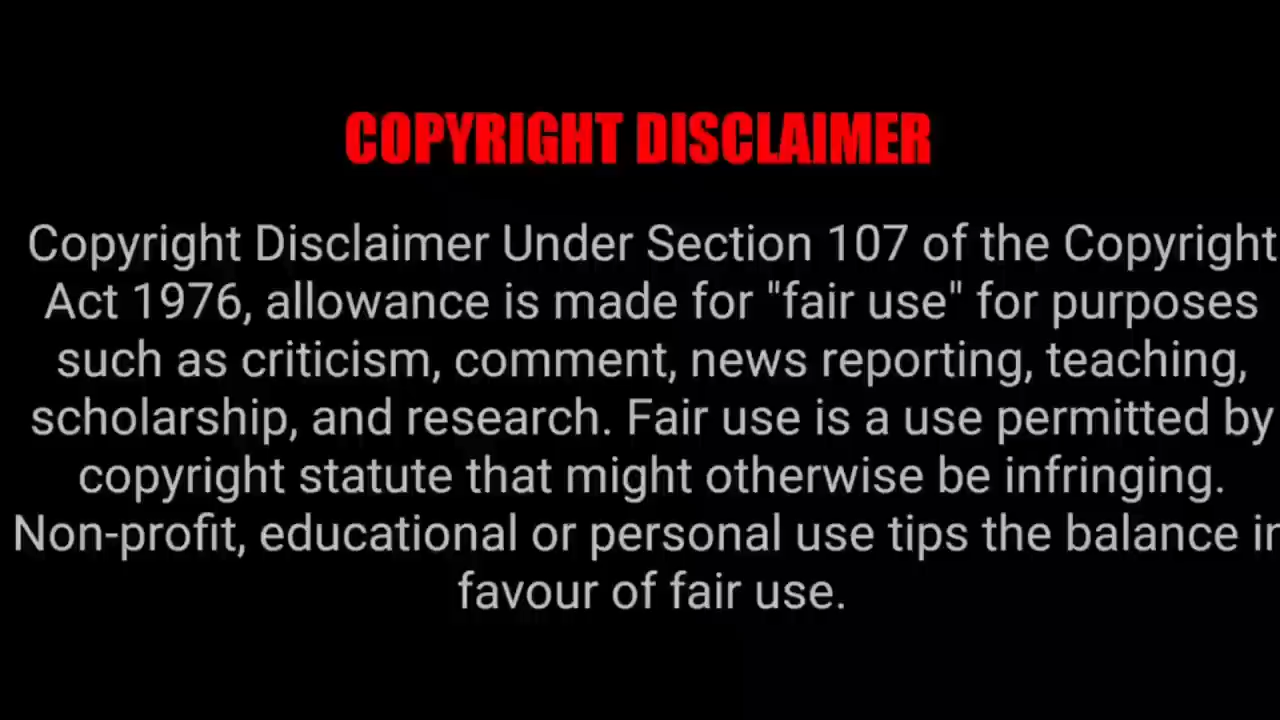 COPYRIGHT DISCLAIMER
Copyright Disclaimer Under Section 107 of the Copyright
Act 1976, allowance is made for "fair use" for purposes
such as criticism, comment, news reporting, teaching,
scholarship, and research. Fair use is a use permitted by
copyright statute that might otherwise be infringing.
Non-profit, educational or personal use tips the balance in
favour of fair use.